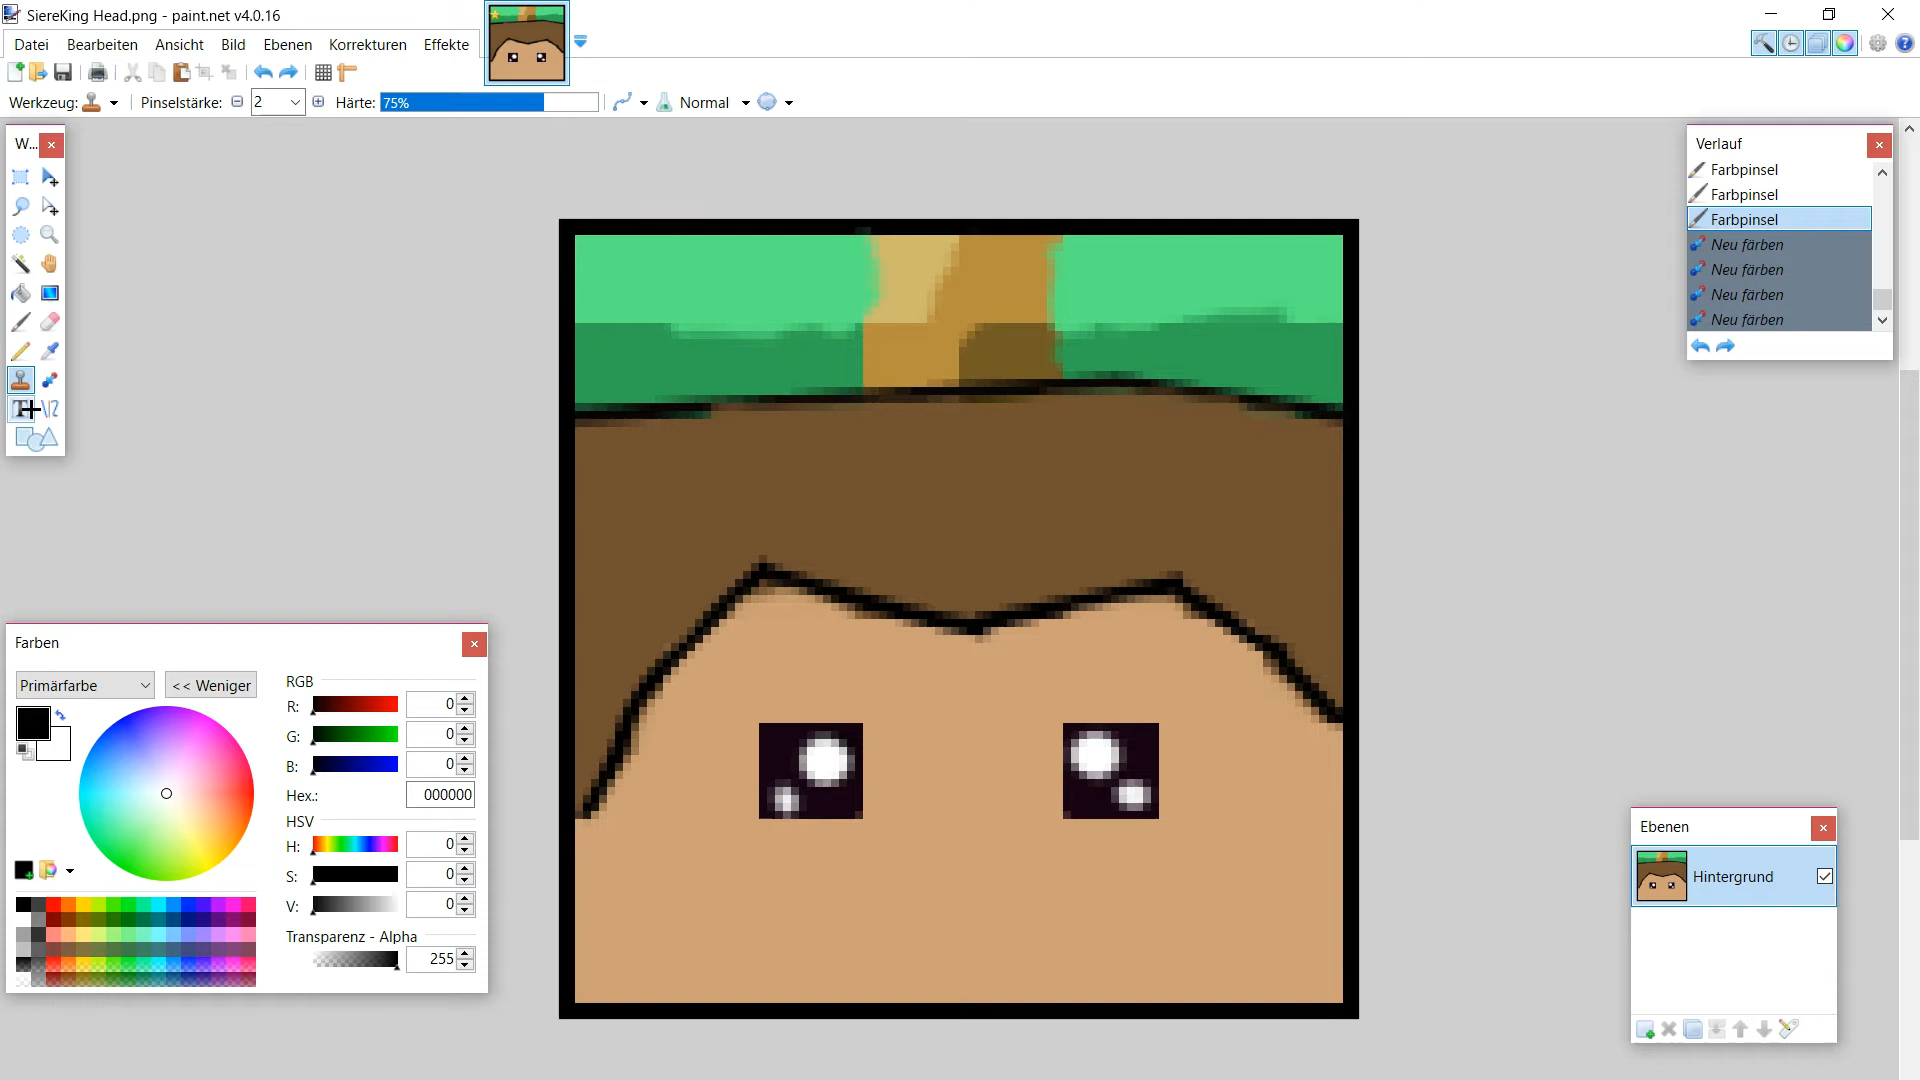 SiereKing Head.png - paint.net v4.0.16
Datei Bearbeiten Ansicht Bild Ebenen Korrekturen Effekte
Werkzeug: Pinselstärke: 2 Härte: 75% Normal
W...
Verlauf
Farbpinsel
Farbpinsel
Farbpinsel
Neu färben
Neu färben
Neu färben
Neu färben
Farben
Primärfarbe << Weniger
RGB
R: 0
G: 0
B: 0
Hex.: 000000
HSV
H: 0
S: 0
V: 0
Transparenz - Alpha
255
Ebenen
Hintergrund